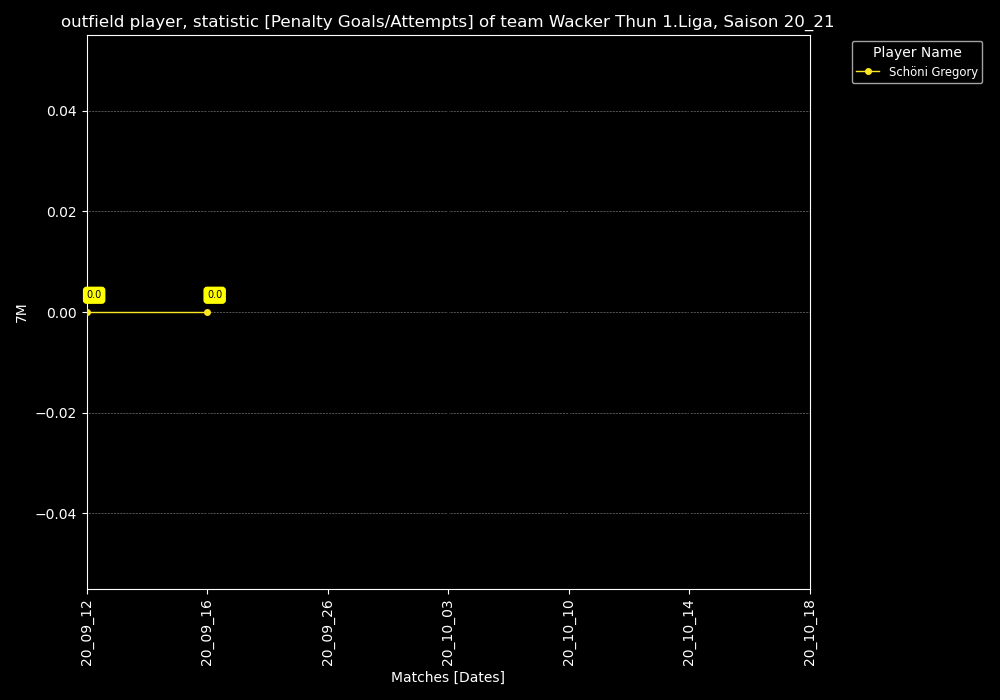 outfield player, statistic [Penalty Goals/Attempts] of team Wacker Thun 1.Liga, Saison 20_21
Player Name
Schöni Gregory
0.04
0.02
0.00
−0.02
−0.04
7M
0.0
0.0
20_09_12
20_09_16
20_09_26
20_10_03
20_10_10
20_10_14
20_10_18
Matches [Dates]